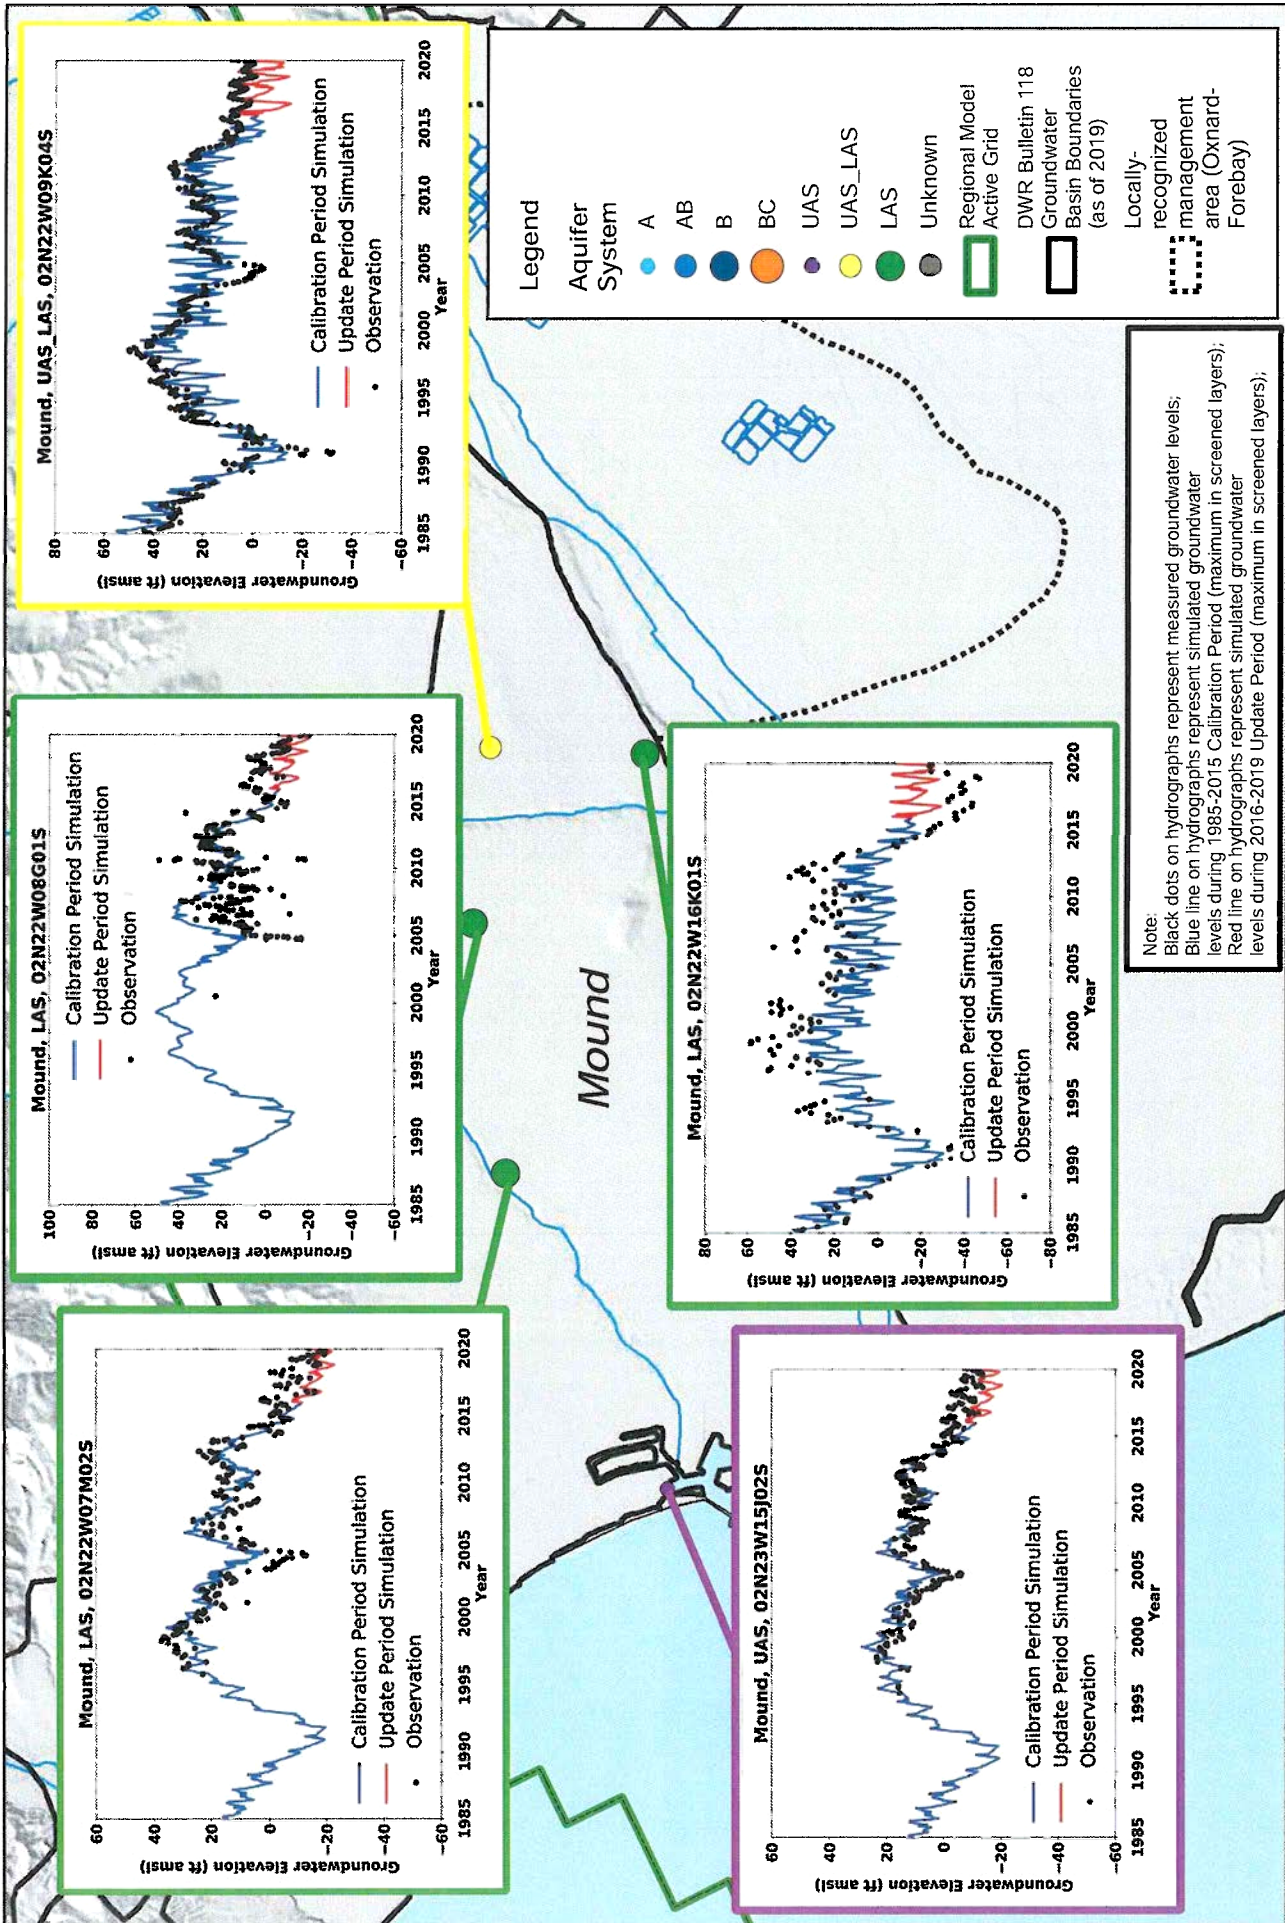 Mound, LAS, 02N22W07M02S
Groundwater Elevation (ft amsl)
60
40
20
0
-20
-40
-60
Calibration Period Simulation
Update Period Simulation
Observation
1985
1990
1995
2000
2005
2010
2015
2020
Year
Mound, LAS, 02N22W08G01S
Groundwater Elevation (ft amsl)
100
80
60
40
20
0
-20
-40
-60
Calibration Period Simulation
Update Period Simulation
Observation
1985
1990
1995
2000
2005
2010
2015
2020
Year
Mound, UAS_LAS, 02N22W09K04S
Groundwater Elevation (ft amsl)
80
60
40
20
0
-20
-40
-60
Calibration Period Simulation
Update Period Simulation
Observation
1985
1990
1995
2000
2005
2010
2015
2020
Year
Mound
Mound, UAS, 02N23W15J02S
Groundwater Elevation (ft amsl)
60
40
20
0
-20
-40
-60
Calibration Period Simulation
Update Period Simulation
Observation
1985
1990
1995
2000
2005
2010
2015
2020
Year
Mound, LAS, 02N22W16K01S
Groundwater Elevation (ft amsl)
80
60
40
20
0
-20
-40
-60
-80
Calibration Period Simulation
Update Period Simulation
Observation
1985
1990
1995
2000
2005
2010
2015
2020
Year
Legend
Aquifer
System
A
AB
B
BC
UAS
UAS_LAS
LAS
Unknown
Regional Model
Active Grid
DWR Bulletin 118
Groundwater
Basin Boundaries
(as of 2019)
Locally-
recognized
management
area (Oxnard-
Forebay)
Note:
Black dots on hydrographs represent measured groundwater levels;
Blue line on hydrographs represent simulated groundwater
levels during 1985-2015 Calibration Period (maximum in screened layers);
Red line on hydrographs represent simulated groundwater
levels during 2016-2019 Update Period (maximum in screened layers);